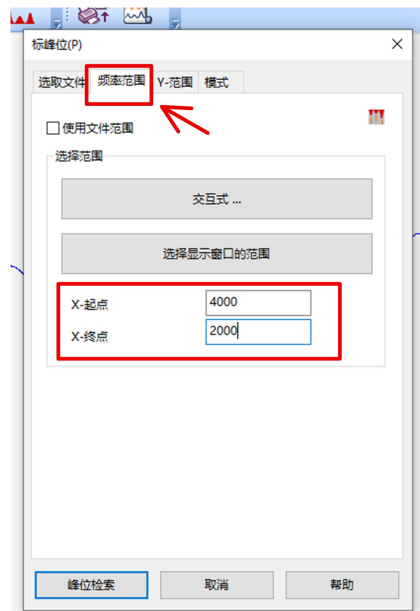 标峰位(P)
选取文件 频率范围 Y-范围 模式
使用文件范围
选择范围
交互式 ...
选择显示窗口的范围
X-起点 4000
X-终点 2000
峰位检索 取消 帮助